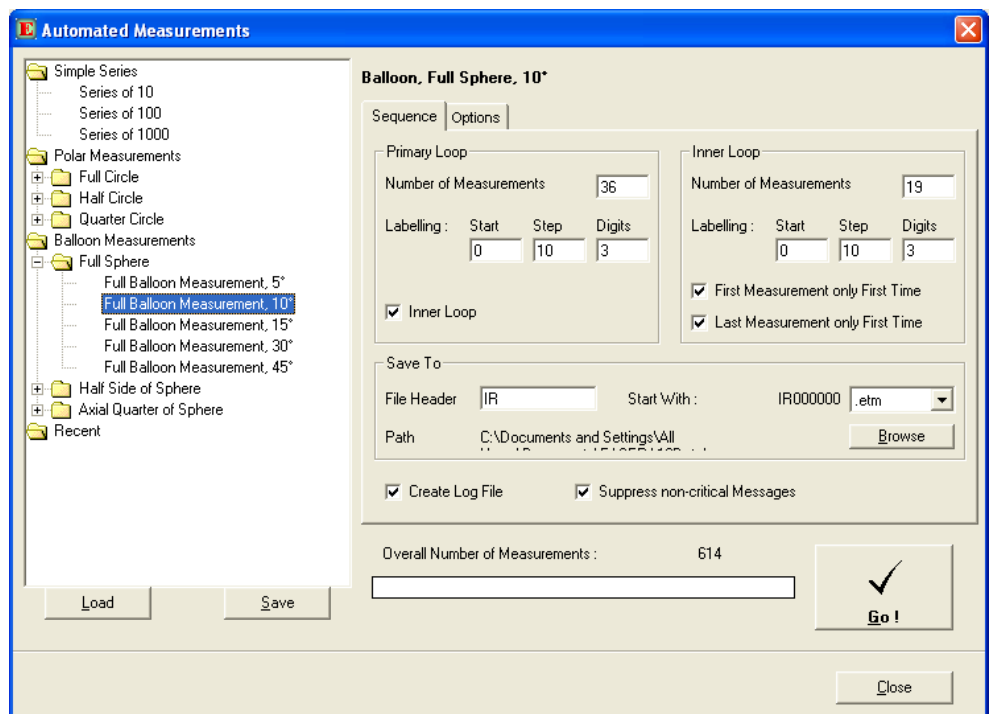 Automated Measurements
Simple Series
Series of 10
Series of 100
Series of 1000
Polar Measurements
Full Circle
Half Circle
Quarter Circle
Balloon Measurements
Full Sphere
Full Balloon Measurement, 5°
Full Balloon Measurement, 10°
Full Balloon Measurement, 15°
Full Balloon Measurement, 30°
Full Balloon Measurement, 45°
Half Side of Sphere
Axial Quarter of Sphere
Recent
Load Save
Balloon, Full Sphere, 10°
Sequence Options
Primary Loop
Number of Measurements 36
Labelling : Start Step Digits
0 10 3
Inner Loop
Inner Loop
Number of Measurements 19
Labelling : Start Step Digits
0 10 3
First Measurement only First Time
Last Measurement only First Time
Save To
File Header IR Start With : IR000000 .etm
Path C:\Documents and Settings\All
Browse
Create Log File Suppress non-critical Messages
Overall Number of Measurements : 614
Go !
Close